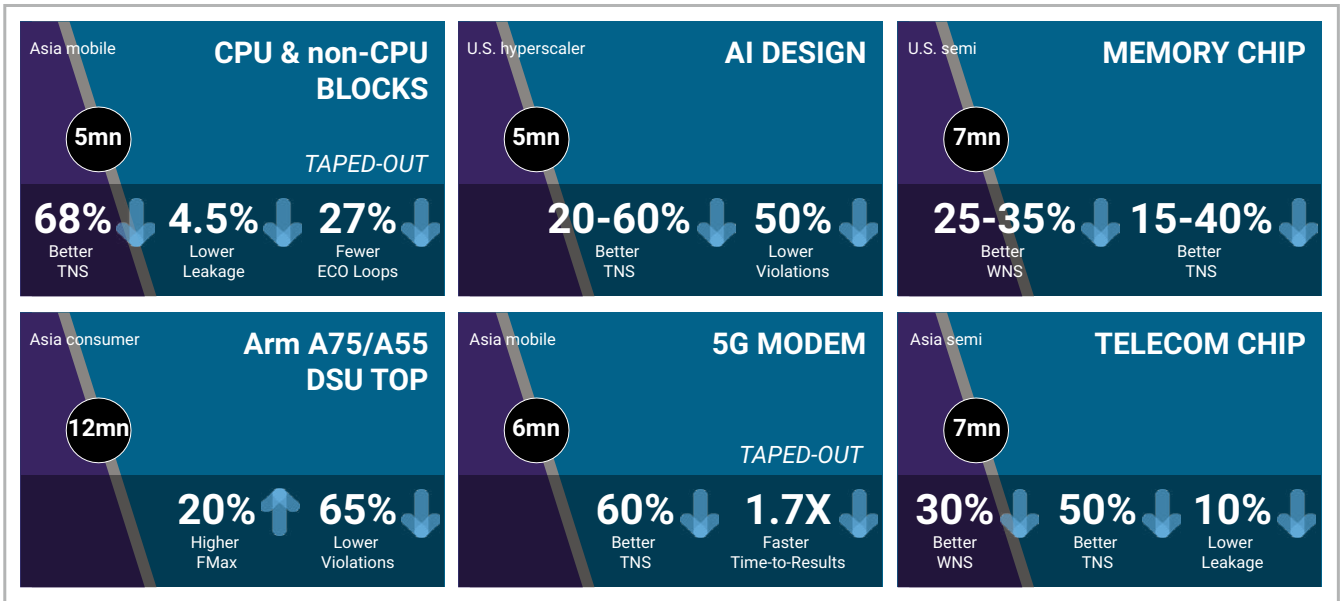 Asia mobile
CPU & non-CPU
BLOCKS
5mn
TAPED-OUT
68%
Better
TNS
4.5%
Lower
Leakage
27%
Fewer
ECO Loops
U.S. hyperscaler
AI DESIGN
5mn
20-60%
Better
TNS
50%
Lower
Violations
U.S. semi
MEMORY CHIP
7mn
25-35%
Better
WNS
15-40%
Better
TNS
Asia consumer
Arm A75/A55
DSU TOP
12mn
20%
Higher
FMax
65%
Lower
Violations
Asia mobile
5G MODEM
6mn
TAPED-OUT
60%
Better
TNS
1.7X
Faster
Time-to-Results
Asia semi
TELECOM CHIP
7mn
30%
Better
WNS
50%
Better
TNS
10%
Lower
Leakage